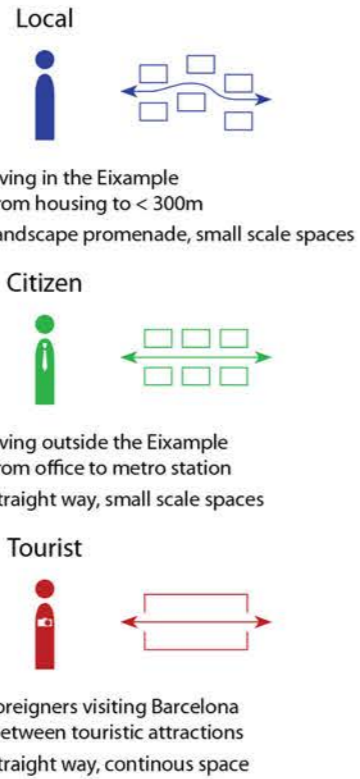 Local
ving in the Eixample
rom housing to < 300m
andscape promenade, small scale spaces
Citizen
ving outside the Eixample
rom office to metro station
traight way, small scale spaces
Tourist
oreigners visiting Barcelona
etween touristic attractions
traight way, continous space